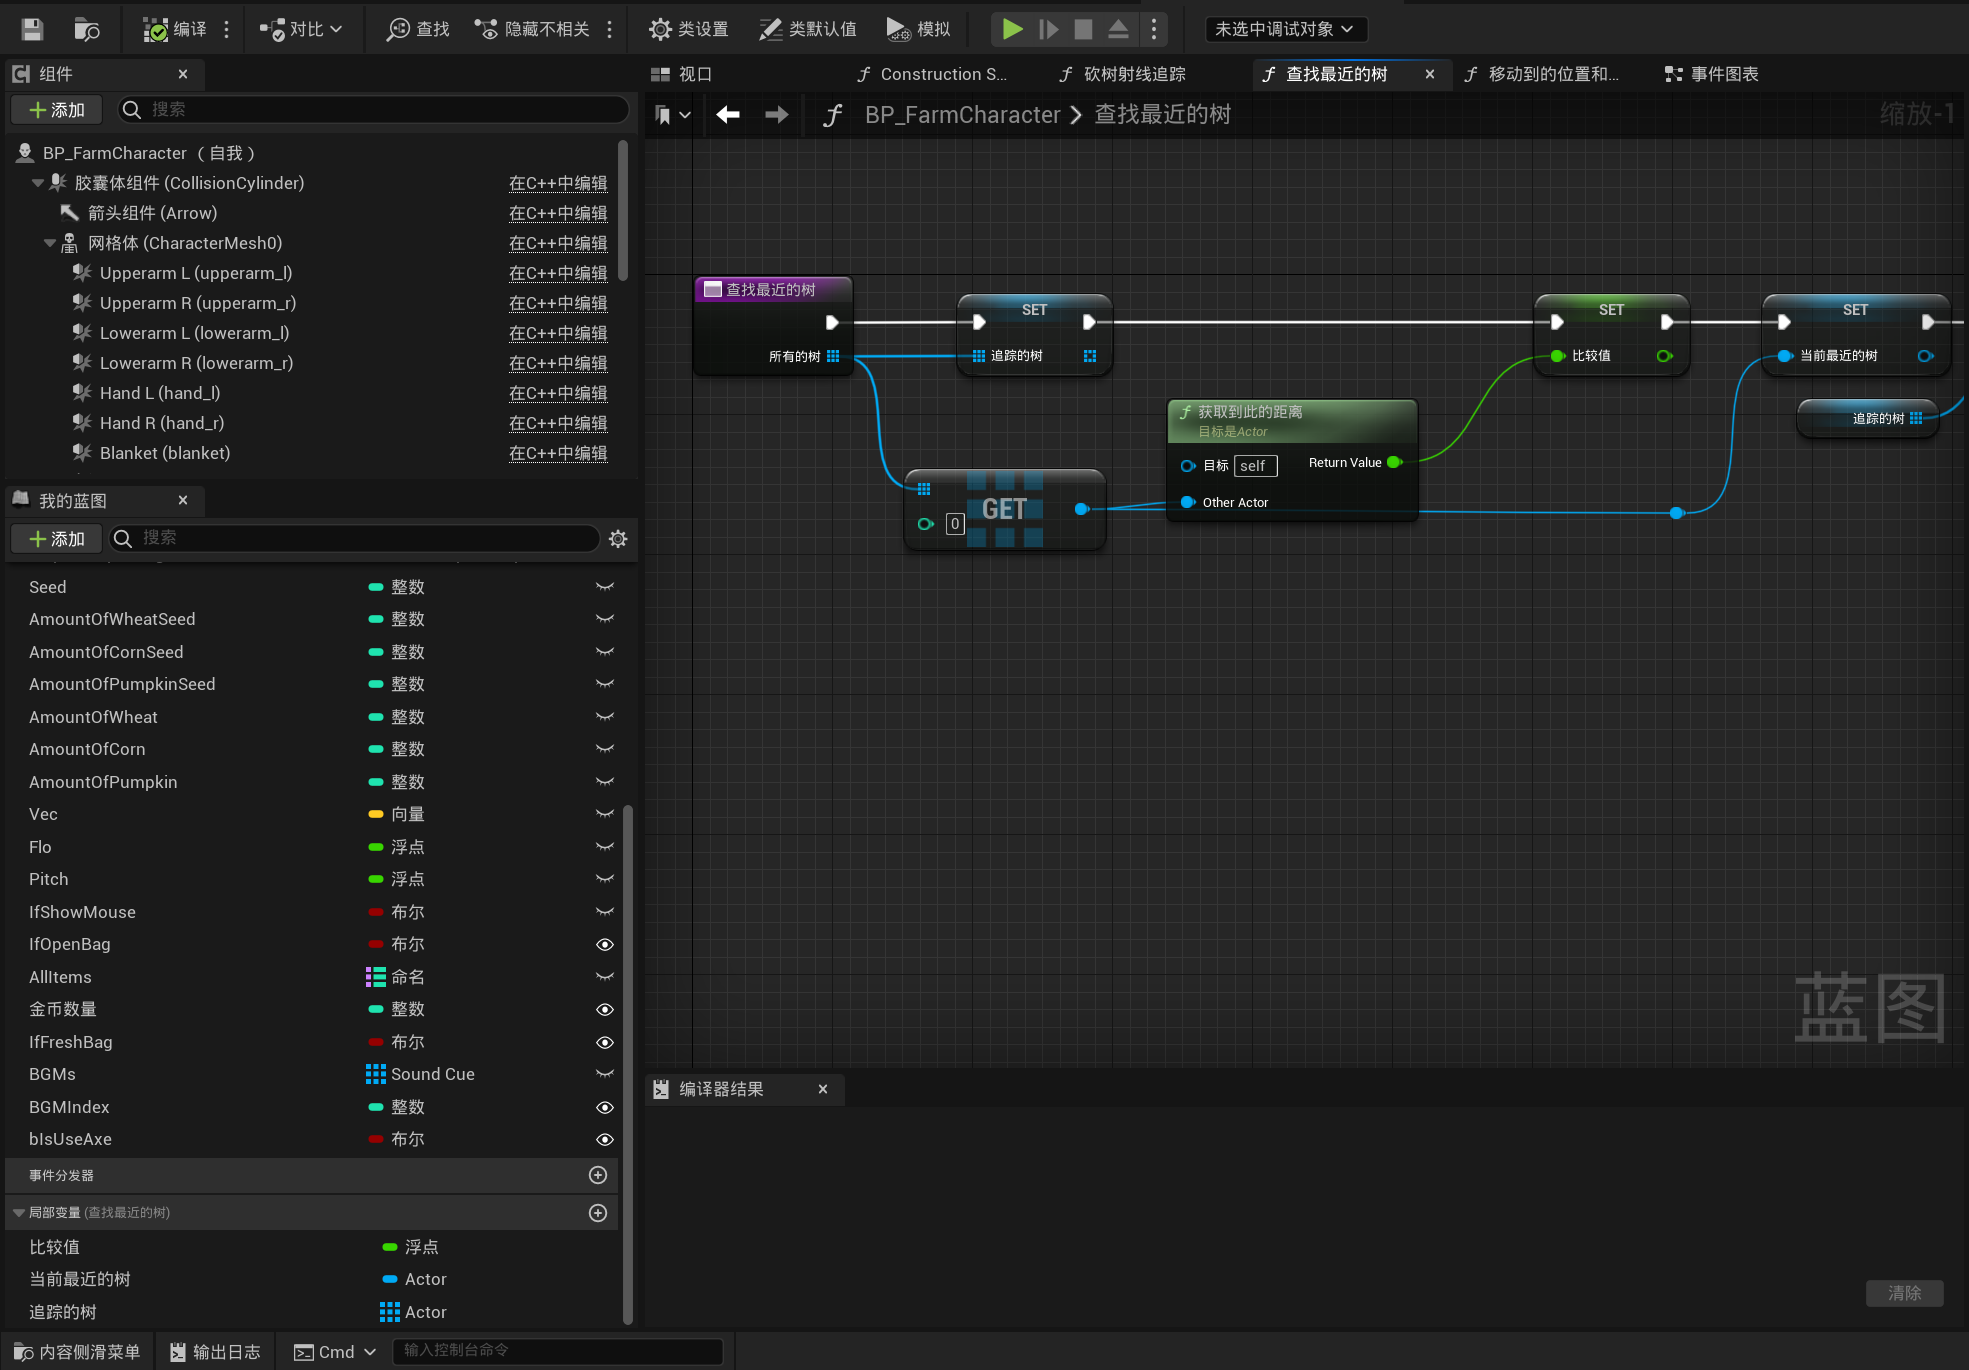 编译
对比
查找
隐藏不相关
类设置
类默认值
模拟
未选中调试对象
组件
添加
搜索
BP_FarmCharacter （自我）
胶囊体组件 (CollisionCylinder) 在C++中编辑
箭头组件 (Arrow) 在C++中编辑
网格体 (CharacterMesh0) 在C++中编辑
Upperarm L (upperarm_l) 在C++中编辑
Upperarm R (upperarm_r) 在C++中编辑
Lowerarm L (lowerarm_l) 在C++中编辑
Lowerarm R (lowerarm_r) 在C++中编辑
Hand L (hand_l) 在C++中编辑
Hand R (hand_r) 在C++中编辑
Blanket (blanket) 在C++中编辑
我的蓝图
添加
搜索
Seed 整数
AmountOfWheatSeed 整数
AmountOfCornSeed 整数
AmountOfPumpkinSeed 整数
AmountOfWheat 整数
AmountOfCorn 整数
AmountOfPumpkin 整数
Vec 向量
Flo 浮点
Pitch 浮点
IfShowMouse 布尔
IfOpenBag 布尔
AllItems 命名
金币数量 整数
IfFreshBag 布尔
BGMs Sound Cue
BGMIndex 整数
bIsUseAxe 布尔
事件分发器
局部变量 (查找最近的树)
比较值 浮点
当前最近的树 Actor
追踪的树 Actor
视口
Construction S...
砍树射线追踪
查找最近的树
移动到的位置和...
事件图表
BP_FarmCharacter
查找最近的树
缩放-1
查找最近的树
所有的树
SET
追踪的树
SET
比较值
SET
当前最近的树
追踪的树
获取到此的距离
目标是Actor
目标 self
Return Value
Other Actor
GET
0
蓝图
编译器结果
清除
内容侧滑菜单
输出日志
Cmd
输入控制台命令